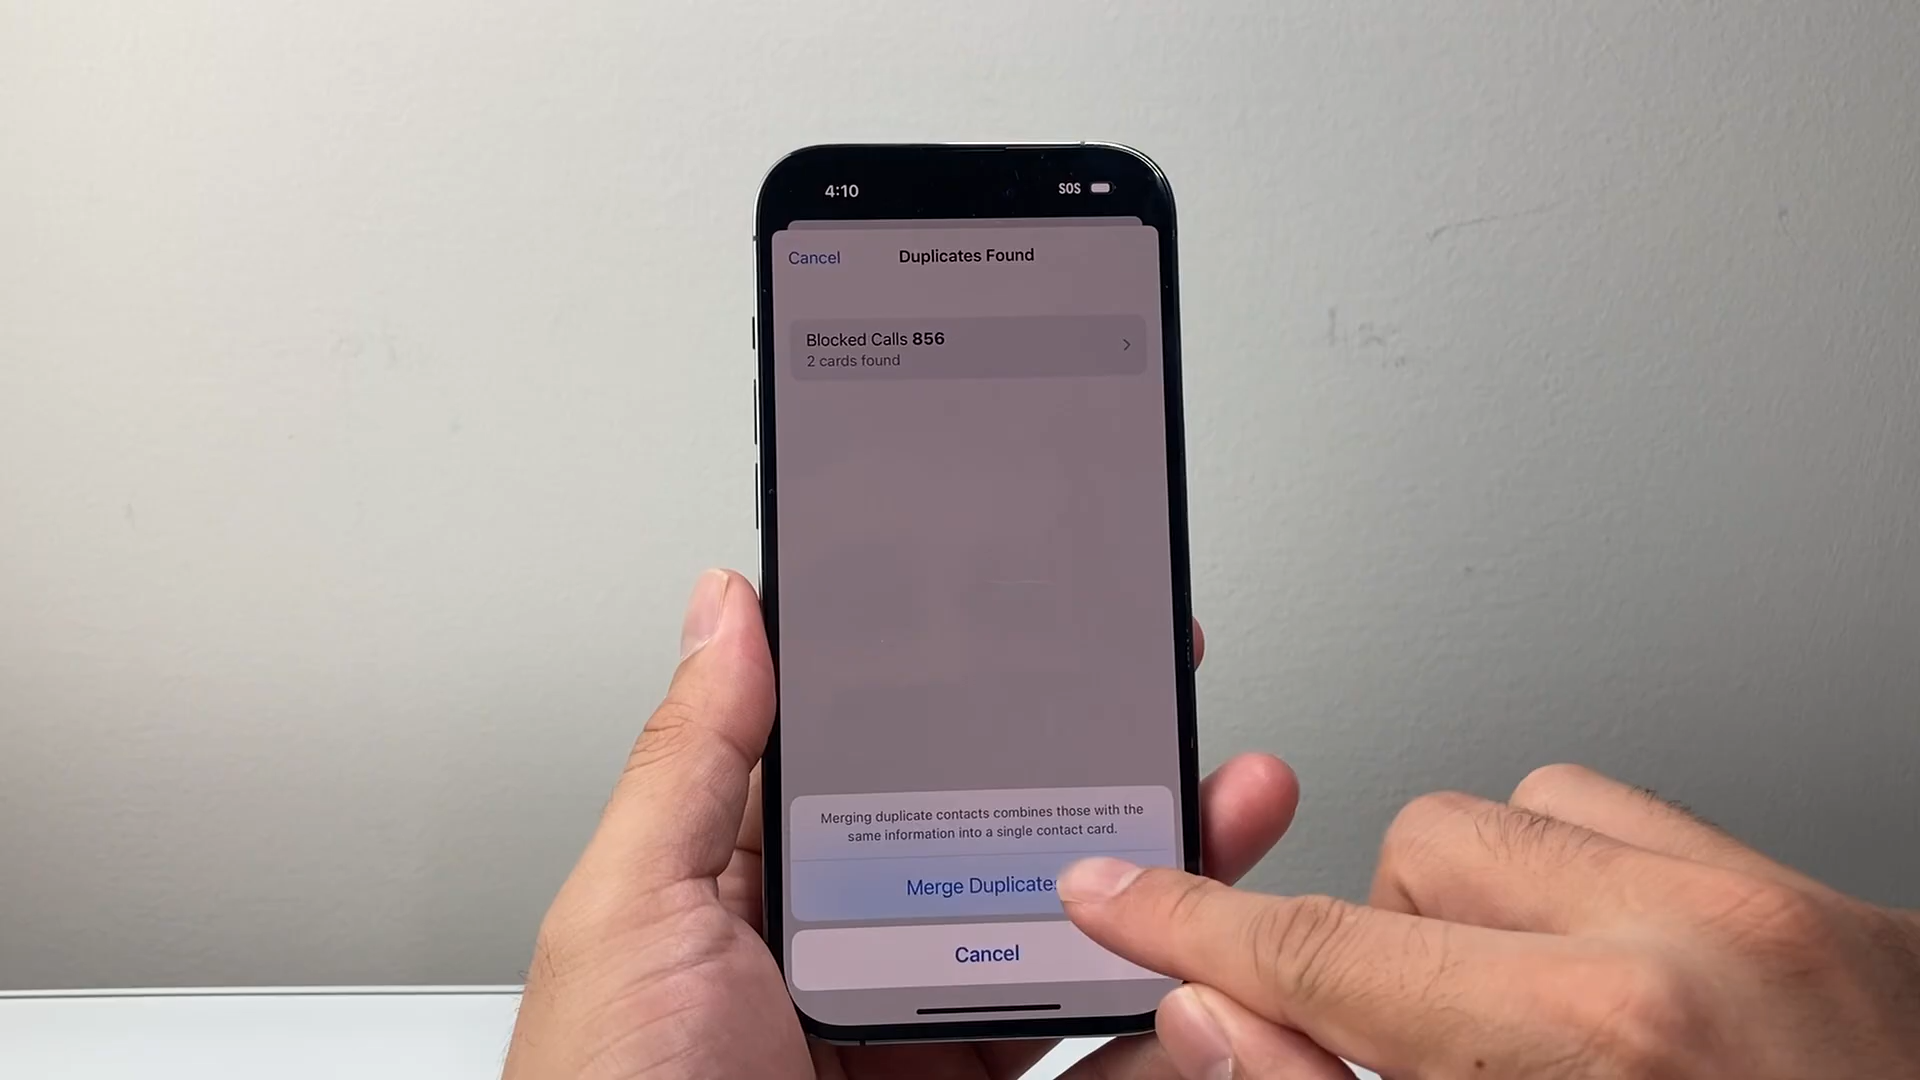 4:10
SOS
Cancel
Duplicates Found
Blocked Calls 856
2 cards found
Merging duplicate contacts combines those with the
same information into a single contact card.
Merge Duplicates
Cancel